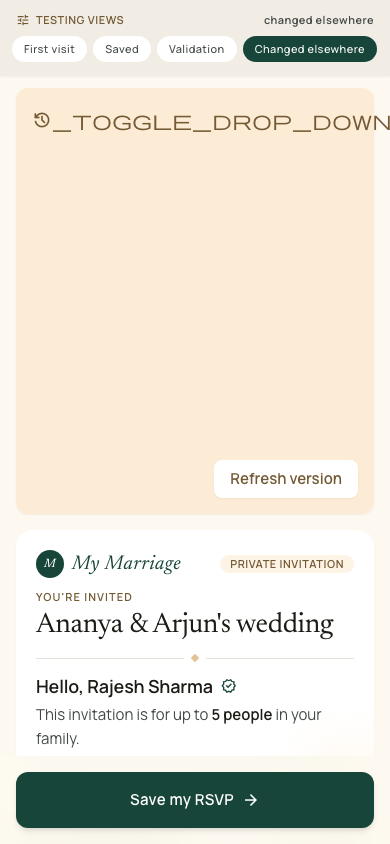 TESTING VIEWS
changed elsewhere
First visit
Saved
Validation
Changed elsewhere
_TOGGLE_DROP_DOWN
Refresh version
M
My Marriage
PRIVATE INVITATION
YOU'RE INVITED
Ananya & Arjun's wedding
Hello, Rajesh Sharma
This invitation is for up to 5 people in your
family.
Save my RSVP